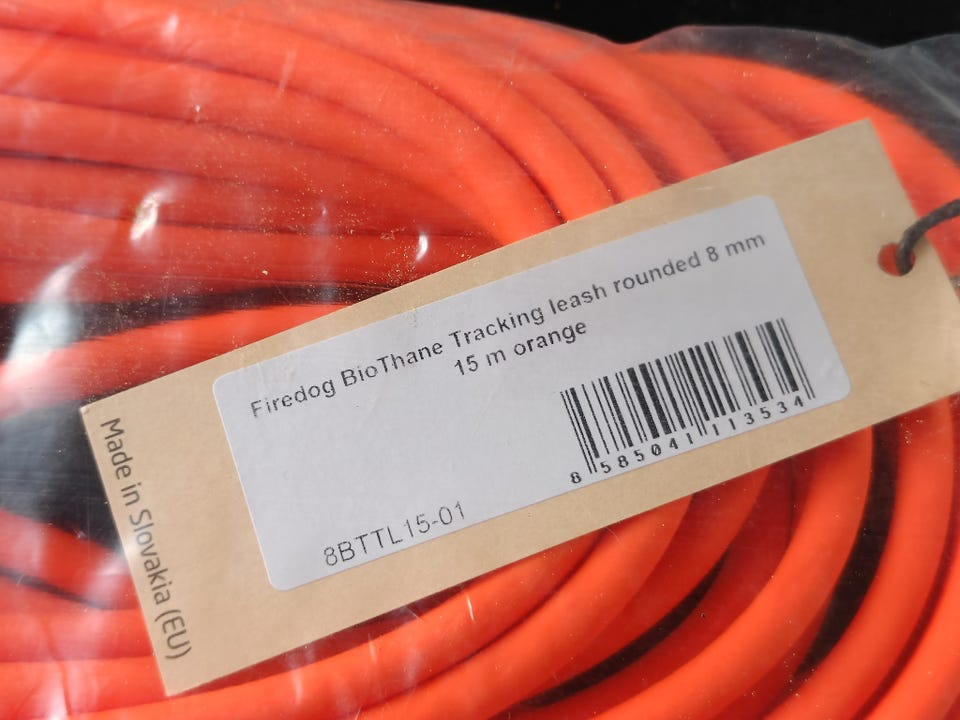 Firedog BioThane Tracking leash rounded 8 mm
15 m orange
8 585041 113534
8BTTL15-01
Made in Slovakia (EU)